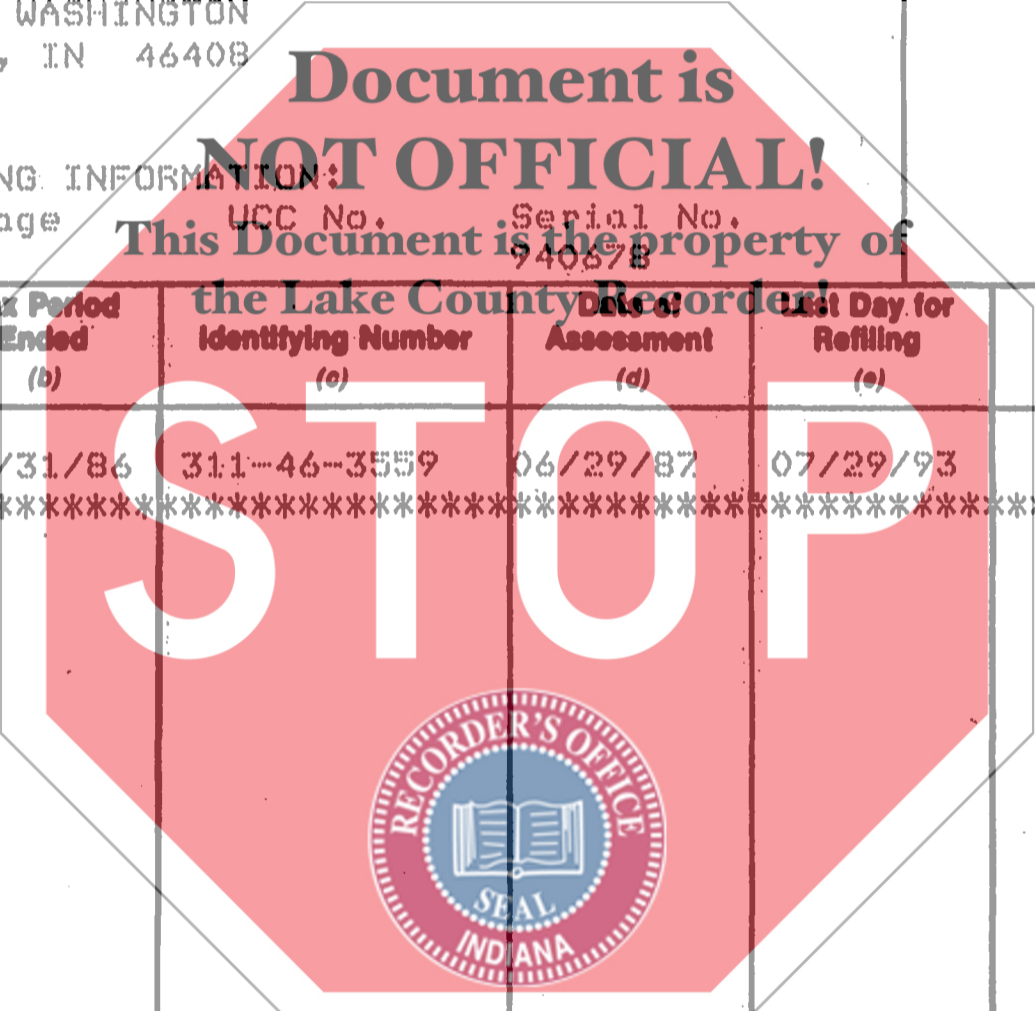 WASHINGTON
, IN 46408
Document is
NOT OFFICIAL!
NG INFORMATION:
age UCC No. Serial No.
This Document is the property of
940678
the Lake County Recorder!
x Period Ended
Identifying Number
Date of Assessment
Last Day for Refiling
(b) (c) (d) (e)
/31/86 311-46-3559 06/29/87 07/29/93
STOP
RECORDER'S OFFICE
SEAL
INDIANA